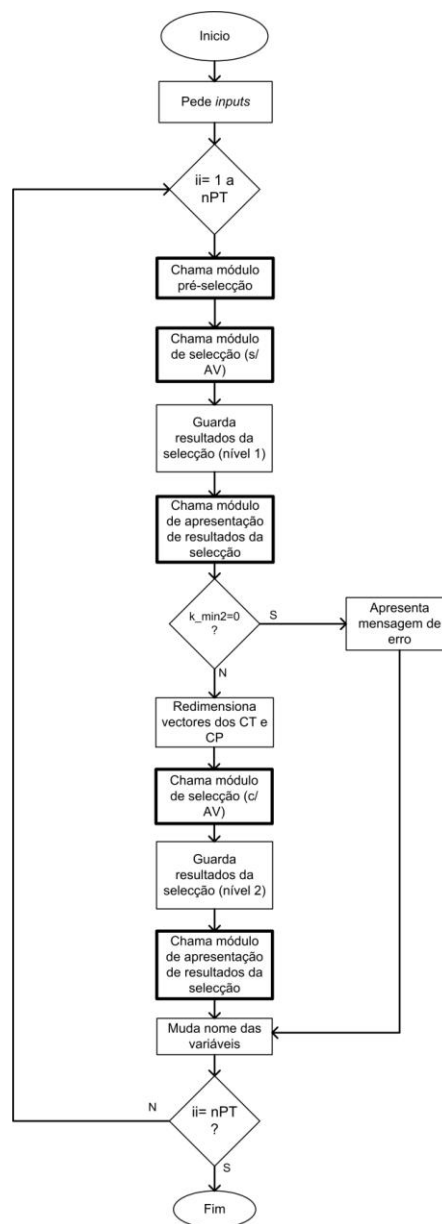 Inicio
Pede inputs
ii= 1 a
nPT
Chama módulo
pré-selecção
Chama módulo
de selecção (s/
AV)
Guarda
resultados da
selecção (nível 1)
Chama módulo
de apresentação
de resultados da
selecção
k_min2=0
?
S
Apresenta
mensagem de
erro
N
Redimensiona
vectores dos CT e
CP
Chama módulo
de selecção (c/
AV)
Guarda
resultados da
selecção (nível 2)
Chama módulo
de apresentação
de resultados da
selecção
Muda nome das
variáveis
N
ii= nPT
?
S
Fim